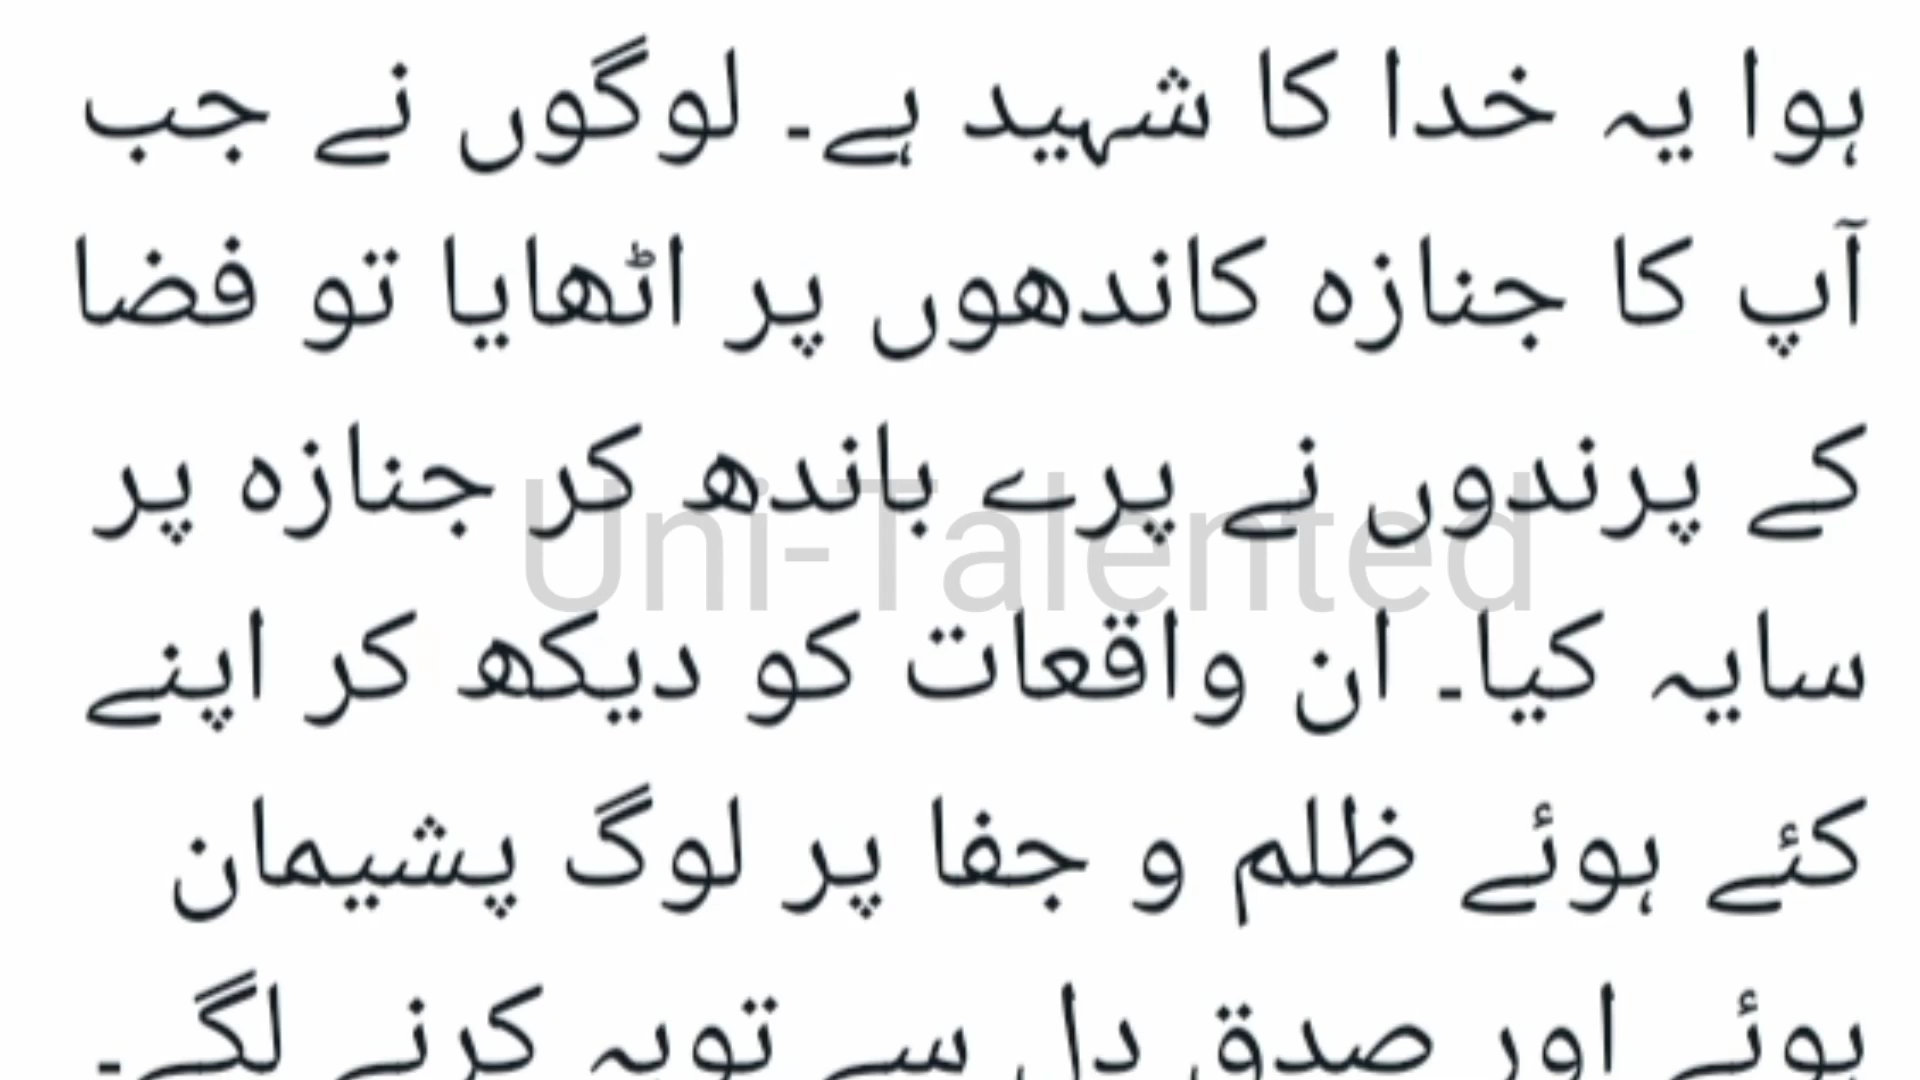 ہوا یہ خدا کا شہید ہے۔ لوگوں نے جب
آپ کا جنازہ کاندھوں پر اٹھایا تو فضا
کے پرندوں نے پرے باندھ کر جنازہ پر
Uni-Talented
سایہ کیا۔ ان واقعات کو دیکھ کر اپنے
کئے ہوئے ظلم و جفا پر لوگ پشیمان
ہوئے اور صدق دل سے توبہ کرنے لگے۔